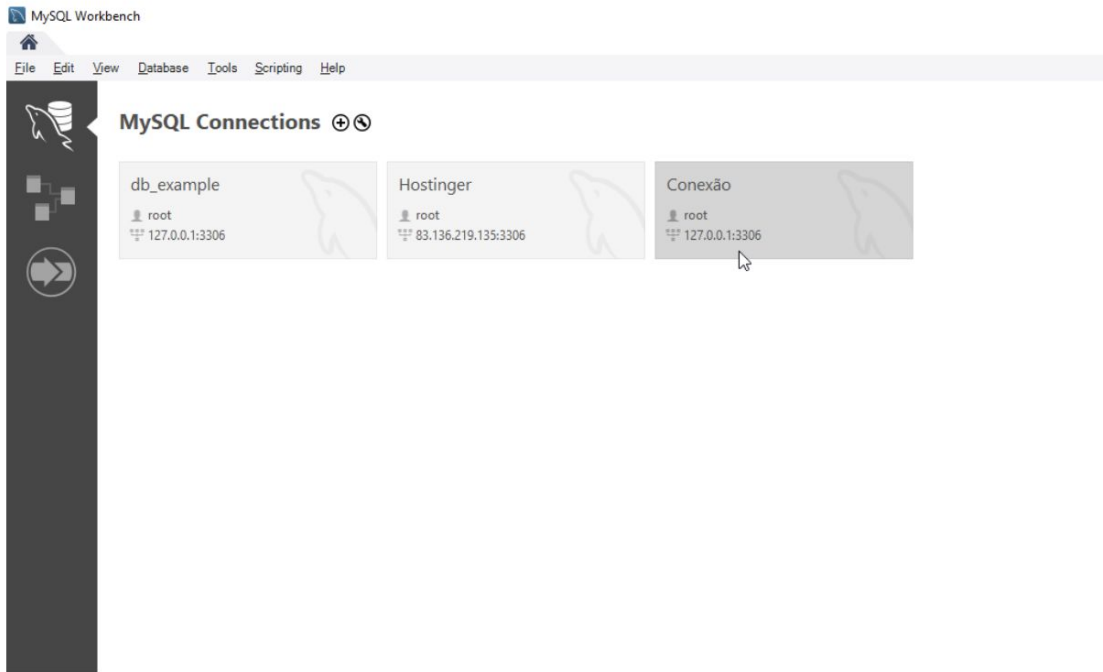 MySQL Workbench
File Edit View Database Tools Scripting Help
MySQL Connections
db_example
root
127.0.0.1:3306
Hostinger
root
83.136.219.135:3306
Conexão
root
127.0.0.1:3306